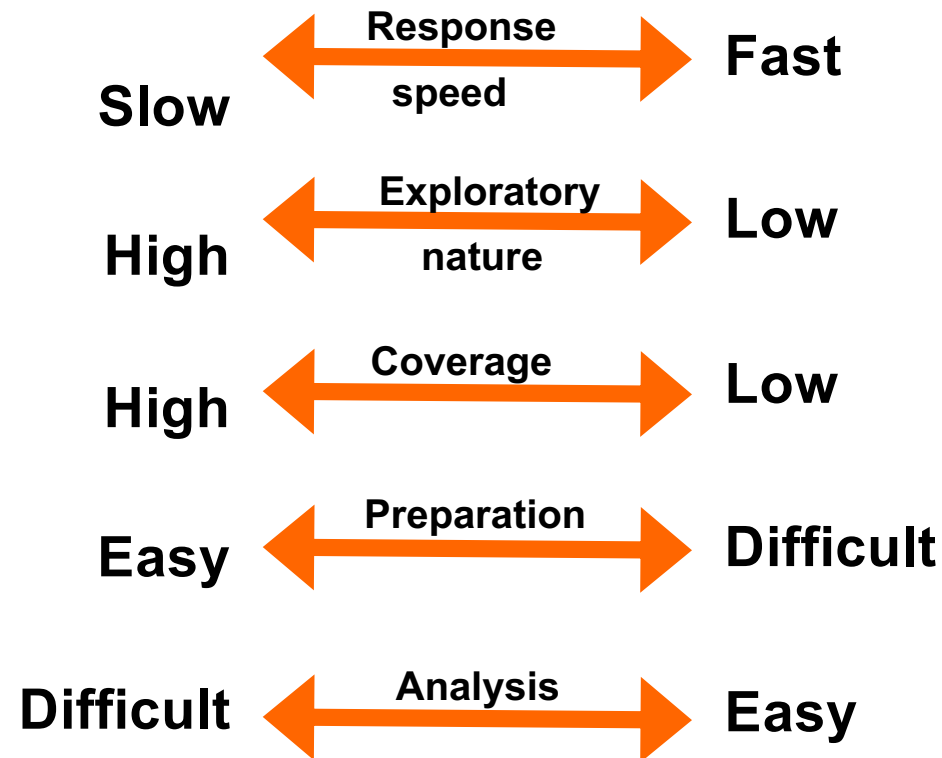 Response
Fast
speed
Slow
Exploratory
Low
High
nature
Coverage
Low
High
Preparation
Difficult
Easy
Analysis
Difficult
Easy